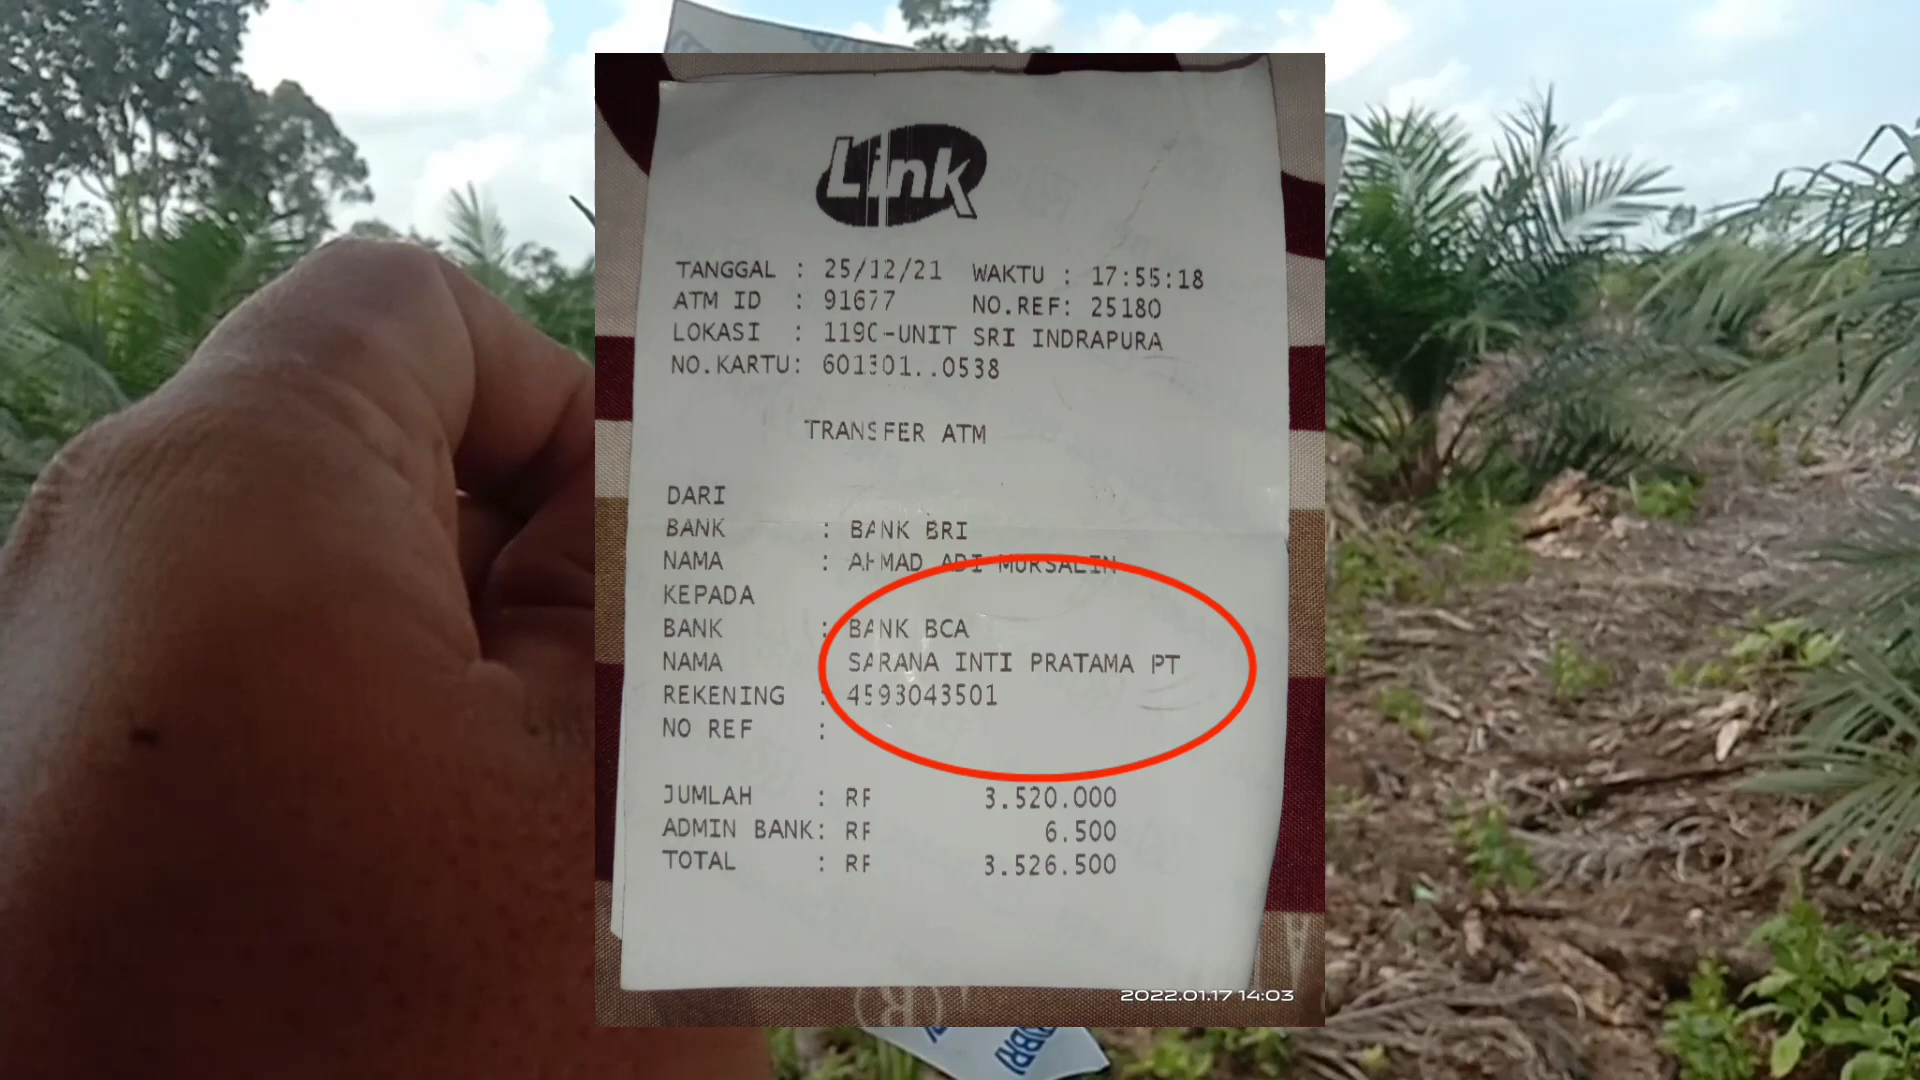 Link
TANGGAL : 25/12/21 WAKTU : 17:55:18
ATM ID : 91677 NO.REF: 25180
LOKASI : 1190-UNIT SRI INDRAPURA
NO.KARTU: 601301..0538
TRANSFER ATM
DARI
BANK : BANK BRI
NAMA : AHMAD ADI MURSALIN
KEPADA
BANK : BANK BCA
NAMA : SARANA INTI PRATAMA PT
REKENING : 4593043501
NO REF :
JUMLAH : RP 3.520.000
ADMIN BANK: RP 6.500
TOTAL : RP 3.526.500
2022.01.17 14:03